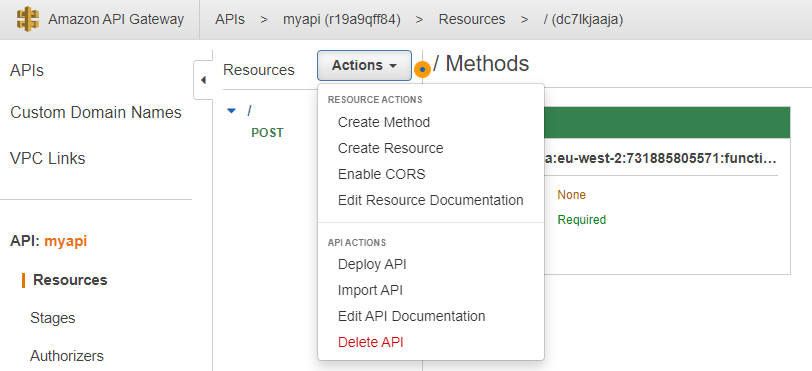 Amazon API Gateway
APIs > myapi (r19a9qff84) > Resources > / (dc7lkjaaja)
APIs
Custom Domain Names
VPC Links
API: myapi
Resources
Stages
Authorizers
Resources
Actions
/
POST
RESOURCE ACTIONS
Create Method
Create Resource
Enable CORS
Edit Resource Documentation
API ACTIONS
Deploy API
Import API
Edit API Documentation
Delete API
/ Methods
a:eu-west-2:731885805571:functi...
None
Required